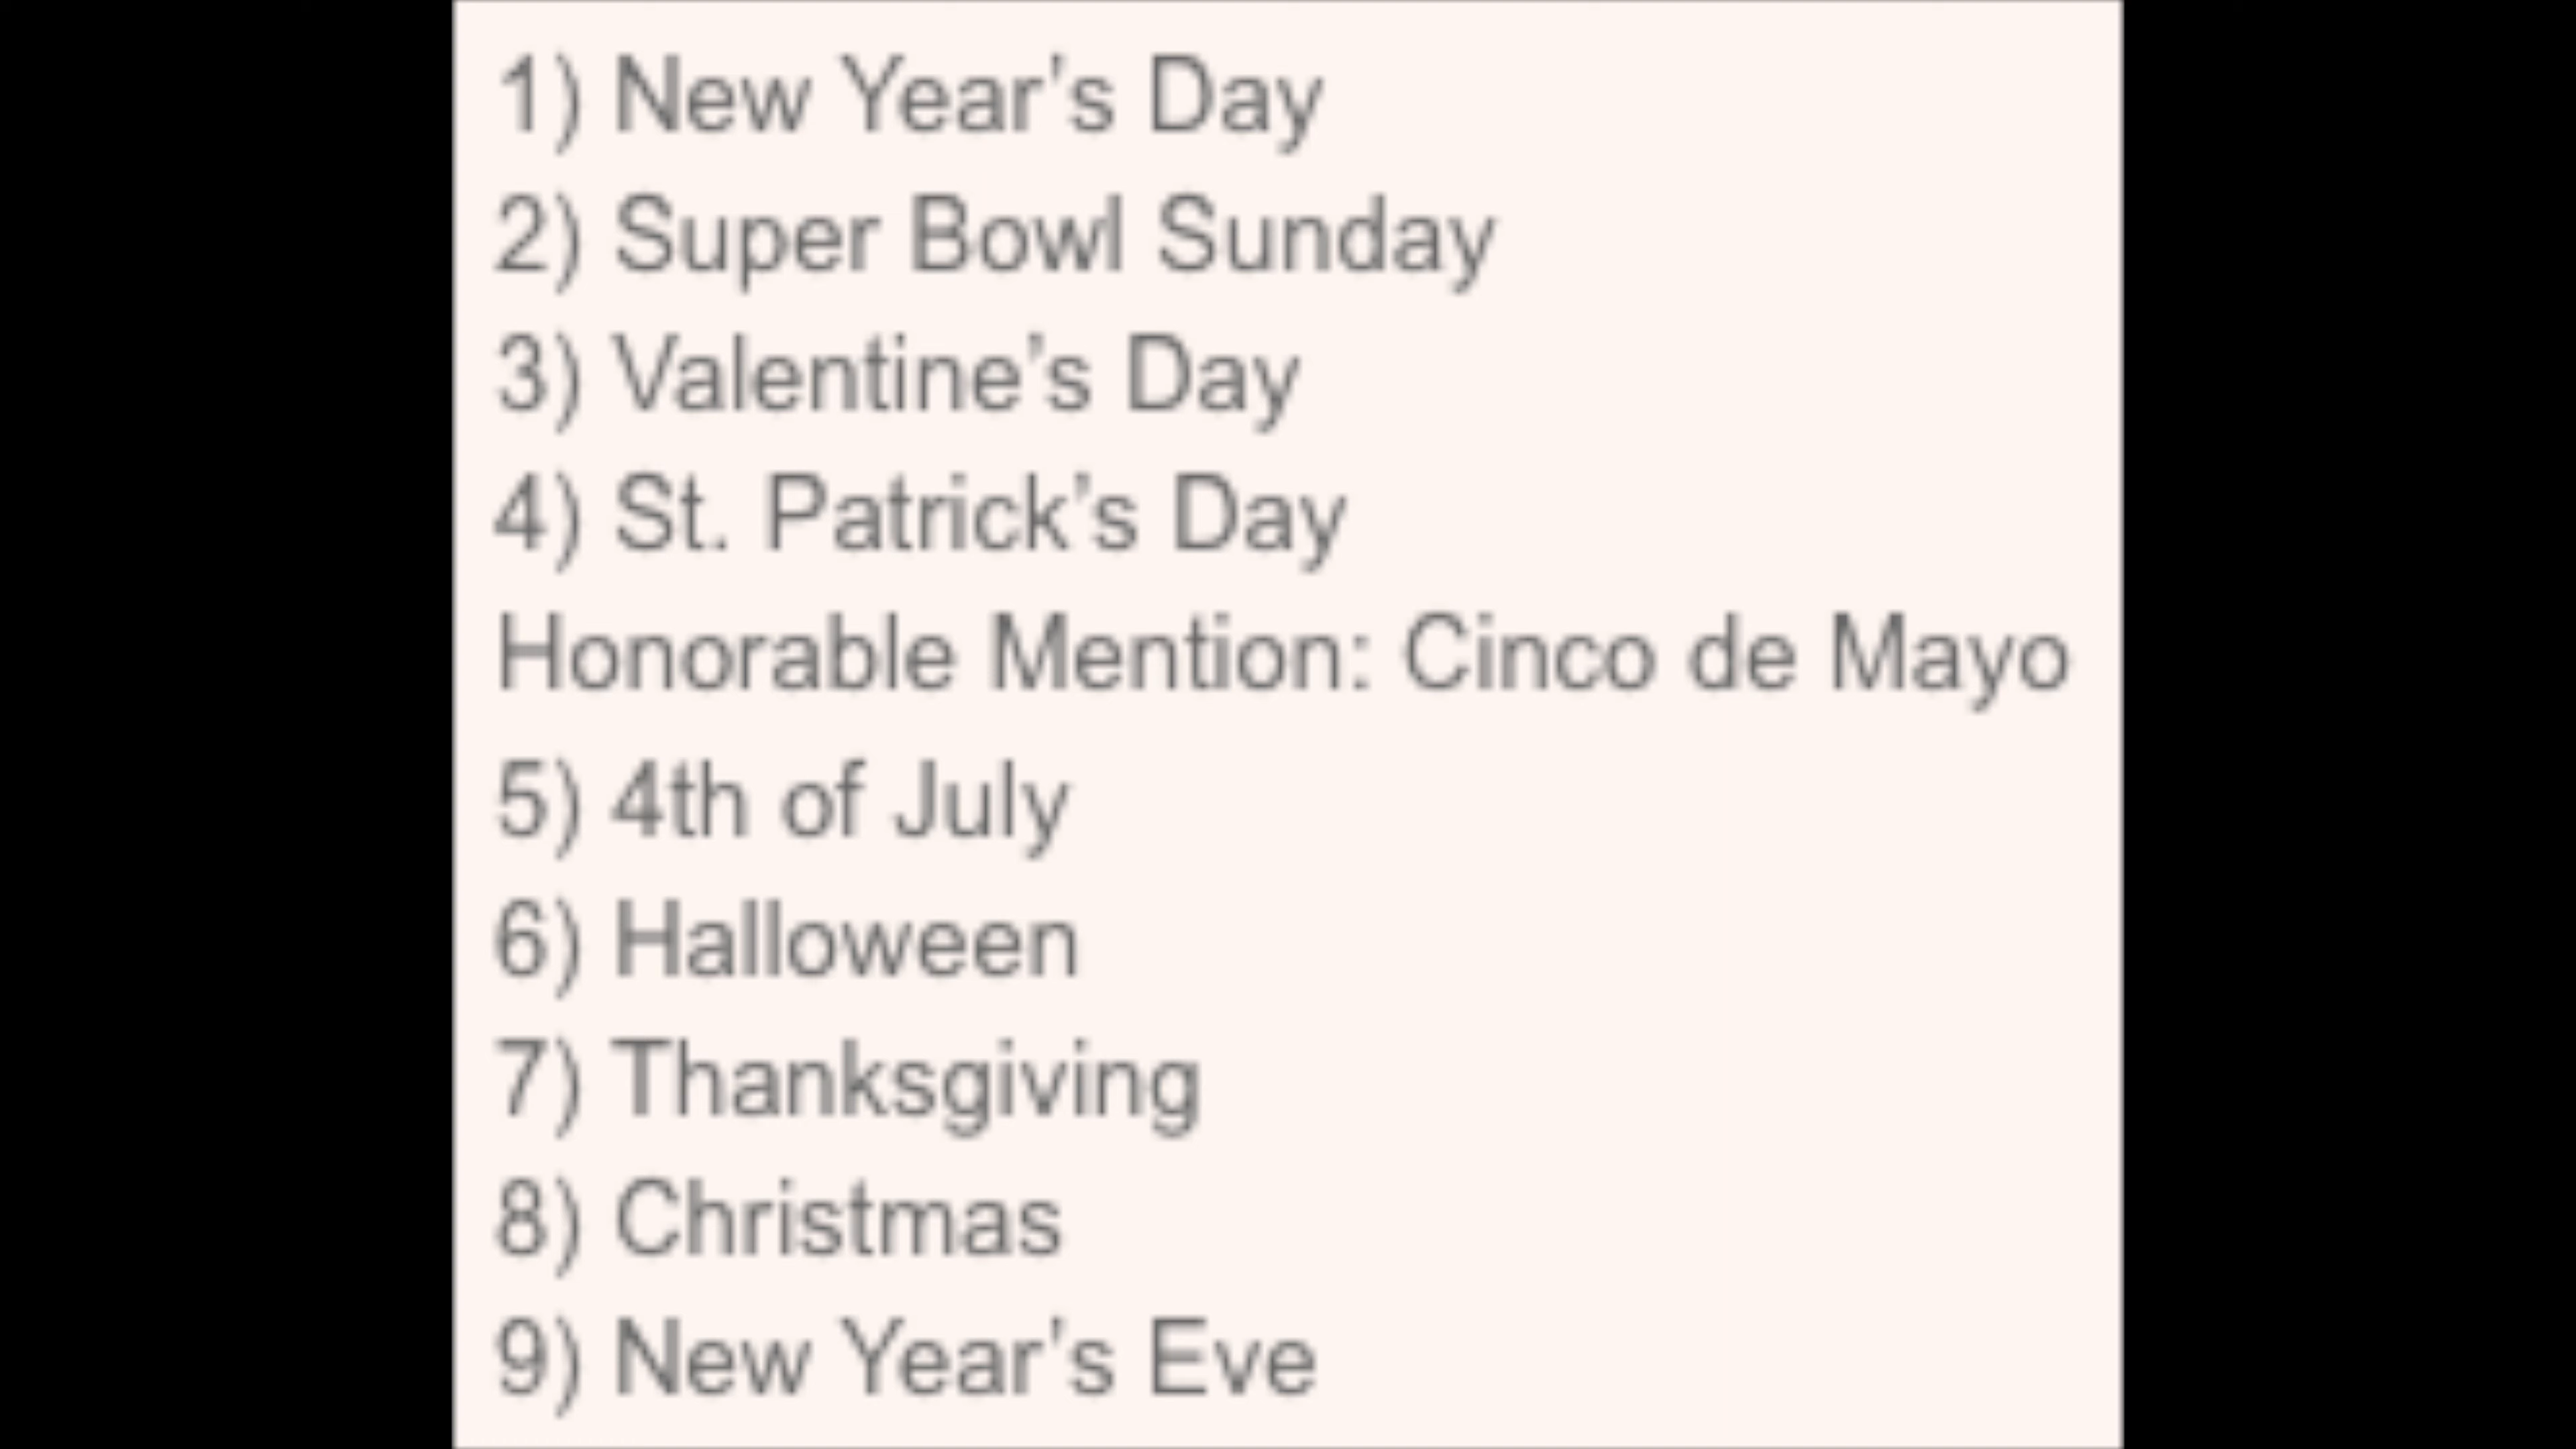 1) New Year's Day
2) Super Bowl Sunday
3) Valentine's Day
4) St. Patrick's Day
Honorable Mention: Cinco de Mayo
5) 4th of July
6) Halloween
7) Thanksgiving
8) Christmas
9) New Year's Eve